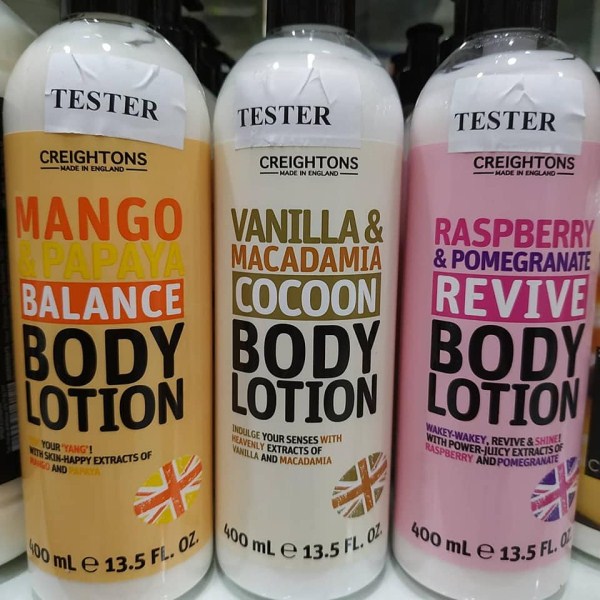 TESTER
CREIGHTONS
MADE IN ENGLAND
MANGO
& PAPAYA
BALANCE
BODY
LOTION
YOUR 'YANG'!
WITH SKIN-HAPPY EXTRACTS OF
MANGO AND PAPAYA
400 mL e 13.5 FL. OZ.
TESTER
CREIGHTONS
MADE IN ENGLAND
VANILLA &
MACADAMIA
COCOON
BODY
LOTION
INDULGE YOUR SENSES WITH
HEAVENLY EXTRACTS OF
VANILLA AND MACADAMIA
400 mL e 13.5 FL. OZ.
TESTER
CREIGHTONS
MADE IN ENGLAND
RASPBERRY
& POMEGRANATE
REVIVE
BODY
LOTION
WAKEY-WAKEY, REVIVE & SHINE!
WITH POWER-JUICY EXTRACTS OF
RASPBERRY AND POMEGRANATE
400 mL e 13.5 FL. OZ